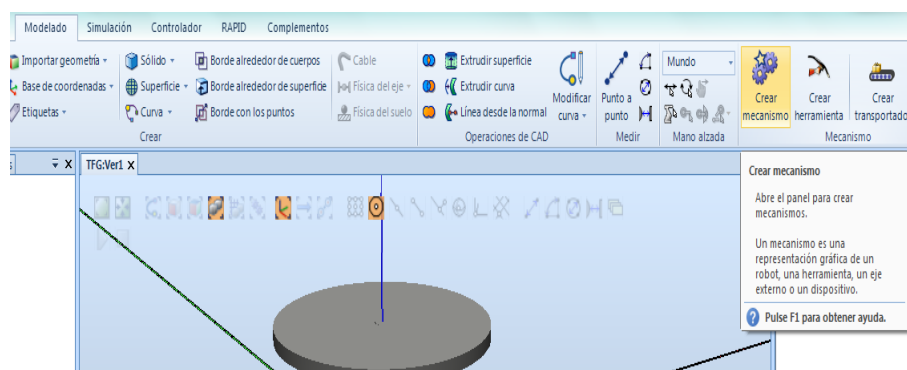 Modelado Simulación Controlador RAPID Complementos
Importar geometría
Base de coordenadas
Etiquetas
Sólido
Superficie
Curva
Borde alrededor de cuerpos
Borde alrededor de superficie
Borde con los puntos
Crear
Cable
Física del eje
Física del suelo
Extrudir superficie
Extrudir curva
Línea desde la normal
Modificar
curva
Operaciones de CAD
Punto a
punto
Medir
Mundo
Mano alzada
Crear
mecanismo
Crear
herramienta
Crear
transportado
Mecanismo
s X
TFG:Ver1 X
Crear mecanismo
Abre el panel para crear
mecanismos.
Un mecanismo es una
representación gráfica de un
robot, una herramienta, un eje
externo o un dispositivo.
Pulse F1 para obtener ayuda.